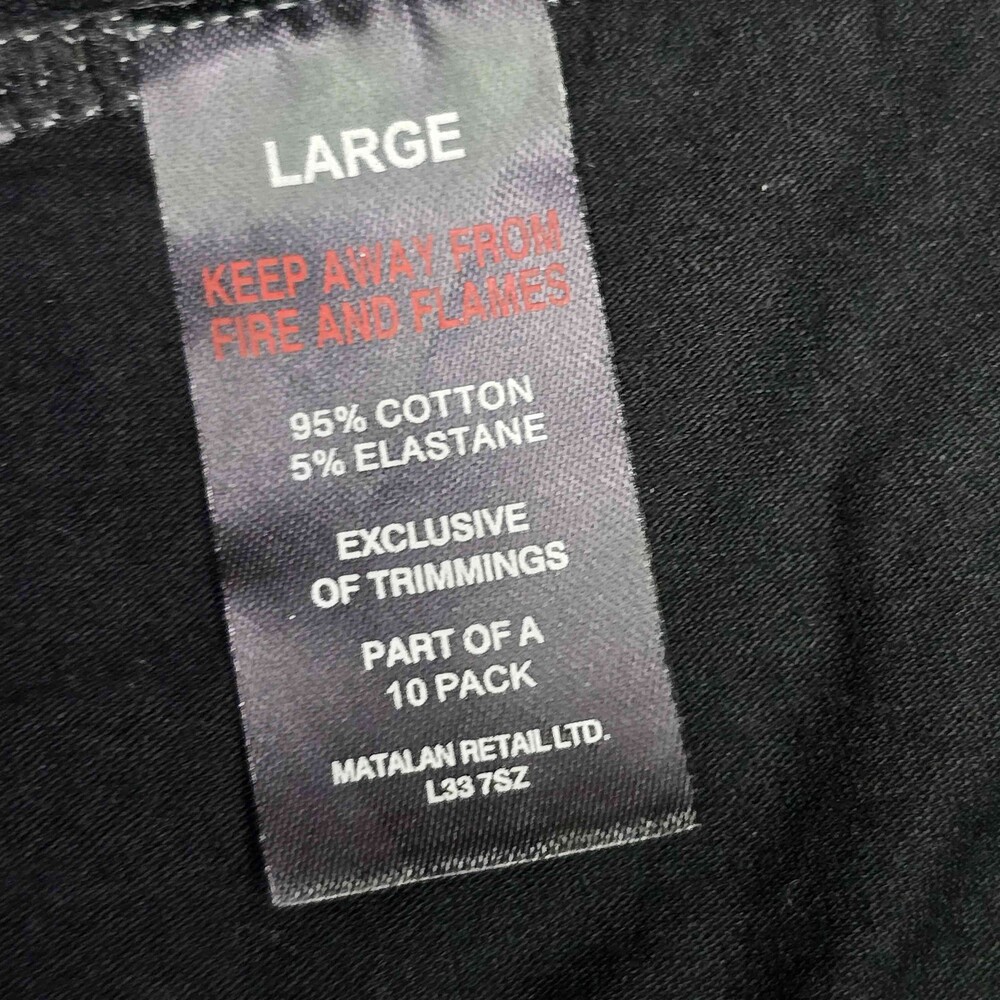 LARGE
KEEP AWAY FROM
FIRE AND FLAMES
95% COTTON
5% ELASTANE
EXCLUSIVE
OF TRIMMINGS
PART OF A
10 PACK
MATALAN RETAIL LTD.
L33 7SZ